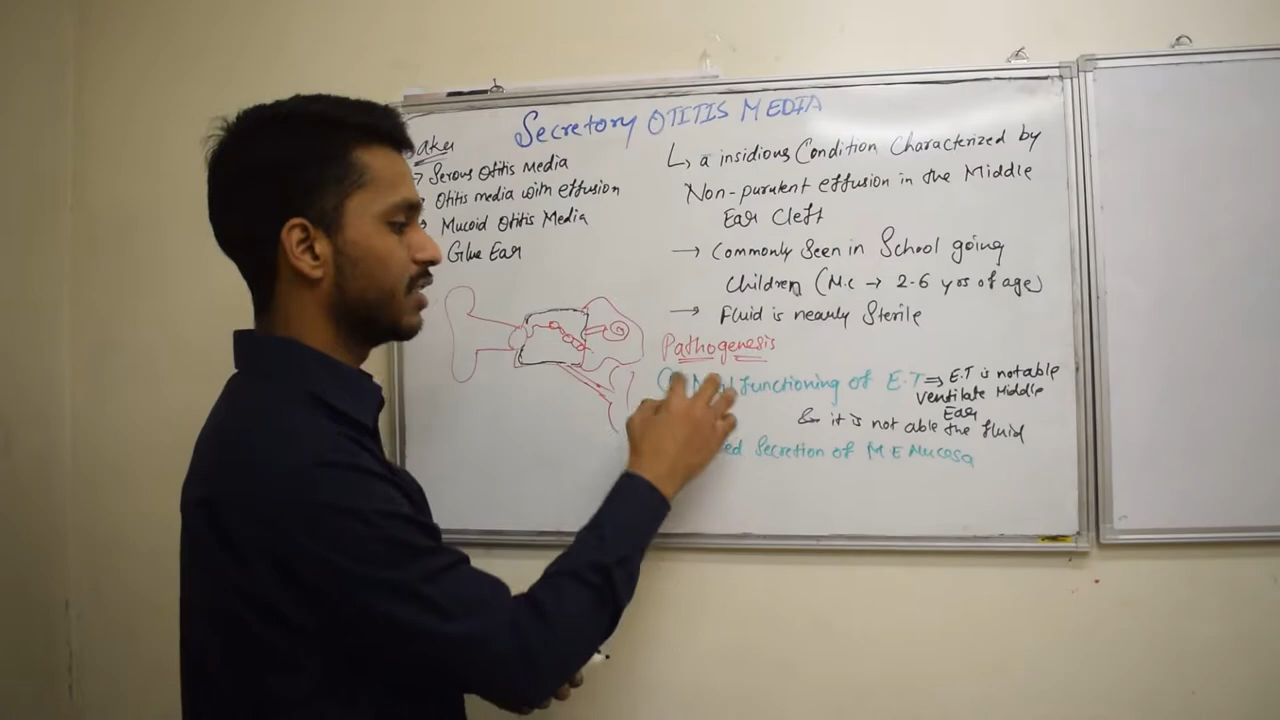 Secretory OTITIS MEDIA
aka
→ Serous Otitis Media
Otitis media with effusion
Mucoid Otitis Media
Glue Ear
↳ a insidious Condition Characterized by
Non-purulent effusion in the Middle
Ear Cleft
→ Commonly Seen in School going
Children (M.c → 2-6 yrs of age)
→ Fluid is nearly Sterile
Pathogenesis
functioning of E.T ⇒ E.T is notable
Ventilate Middle
Ear
& it is not able the fluid
Secretion of M E Mucosa